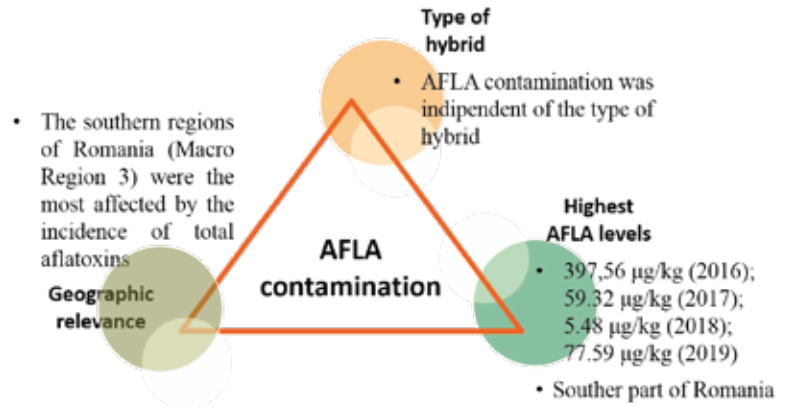 Type of
hybrid
• AFLA contamination was
indipendent of the type of
hybrid
• The southern regions
of Romania (Macro
Region 3) were the
most affected by the
incidence of total
aflatoxins
Geographic
relevance
AFLA
contamination
Highest
AFLA levels
• 397,56 µg/kg (2016);
59.32 µg/kg (2017);
5.48 µg/kg (2018);
77.59 µg/kg (2019)
• Souther part of Romania